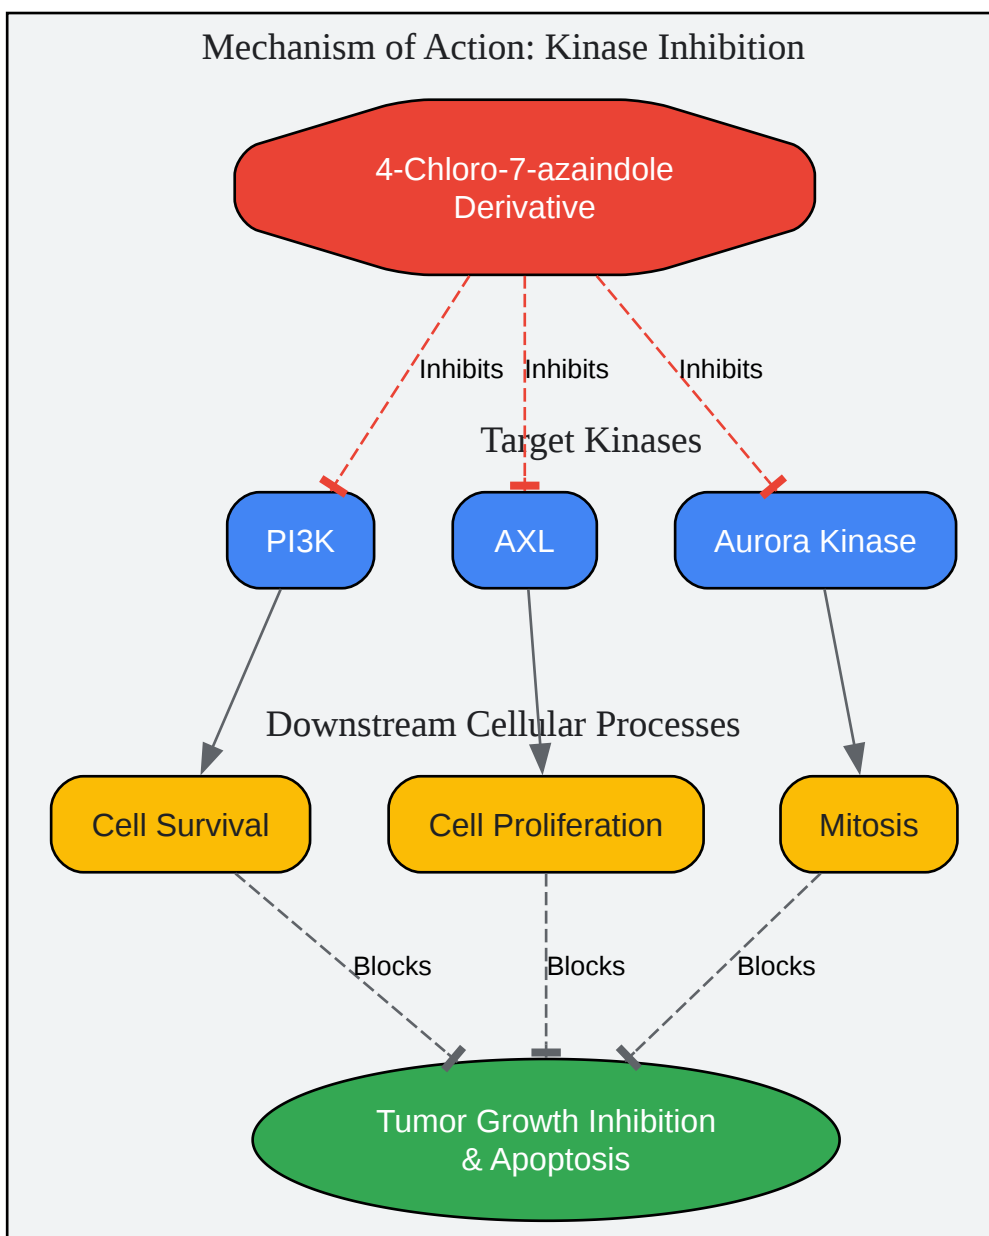 Mechanism of Action: Kinase Inhibition
4-Chloro-7-azaindole
Derivative
Inhibits
Inhibits
Inhibits
Target Kinases
PI3K
AXL
Aurora Kinase
Downstream Cellular Processes
Cell Survival
Cell Proliferation
Mitosis
Blocks
Blocks
Blocks
Tumor Growth Inhibition
& Apoptosis